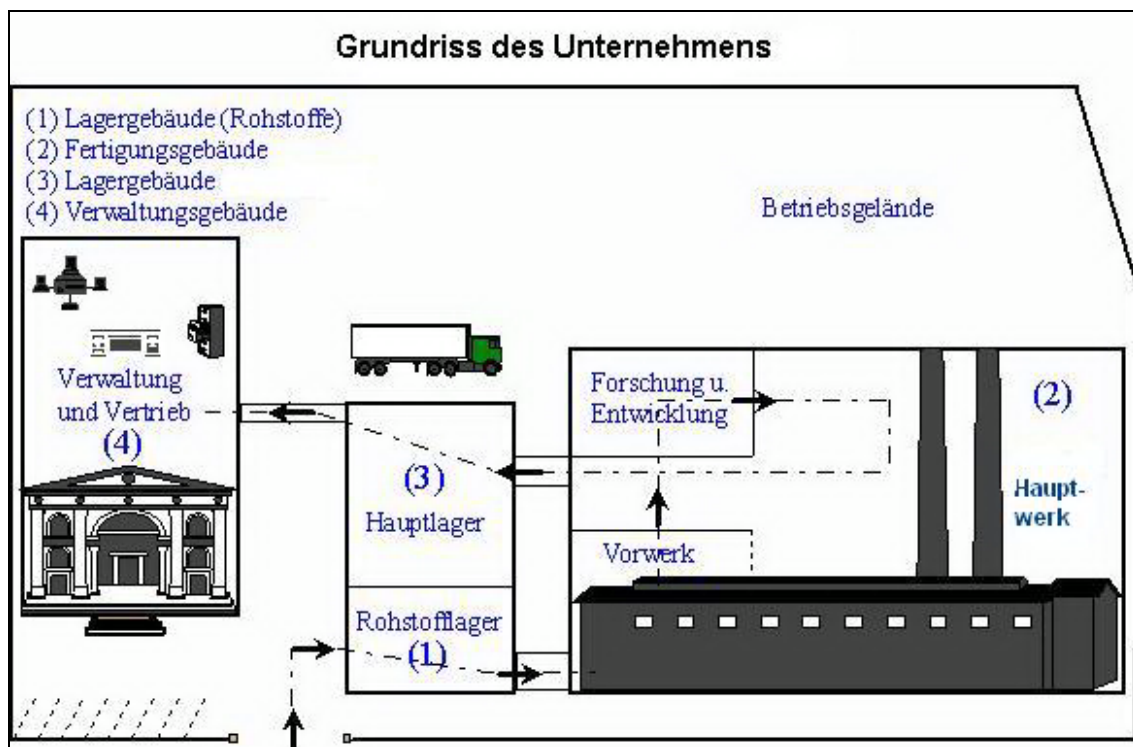 Grundriss des Unternehmens
(1) Lagergebäude (Rohstoffe)
(2) Fertigungsgebäude
(3) Lagergebäude
(4) Verwaltungsgebäude
Betriebsgelände
Verwaltung
und Vertrieb
(4)
(3)
Hauptlager
Rohstofflager
(1)
Forschung u.
Entwicklung
Vorwerk
(2)
Haupt-
werk